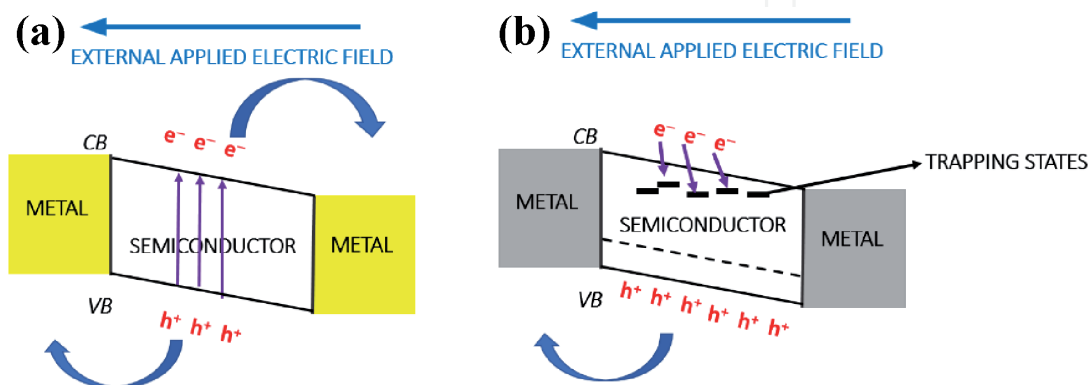 (a)
EXTERNAL APPLIED ELECTRIC FIELD
CB
e⁻ e⁻ e⁻
METAL
SEMICONDUCTOR
METAL
VB
h⁺ h⁺ h⁺
(b)
EXTERNAL APPLIED ELECTRIC FIELD
CB
e⁻ e⁻ e⁻
TRAPPING STATES
METAL
SEMICONDUCTOR
METAL
VB
h⁺ h⁺ h⁺ h⁺ h⁺ h⁺